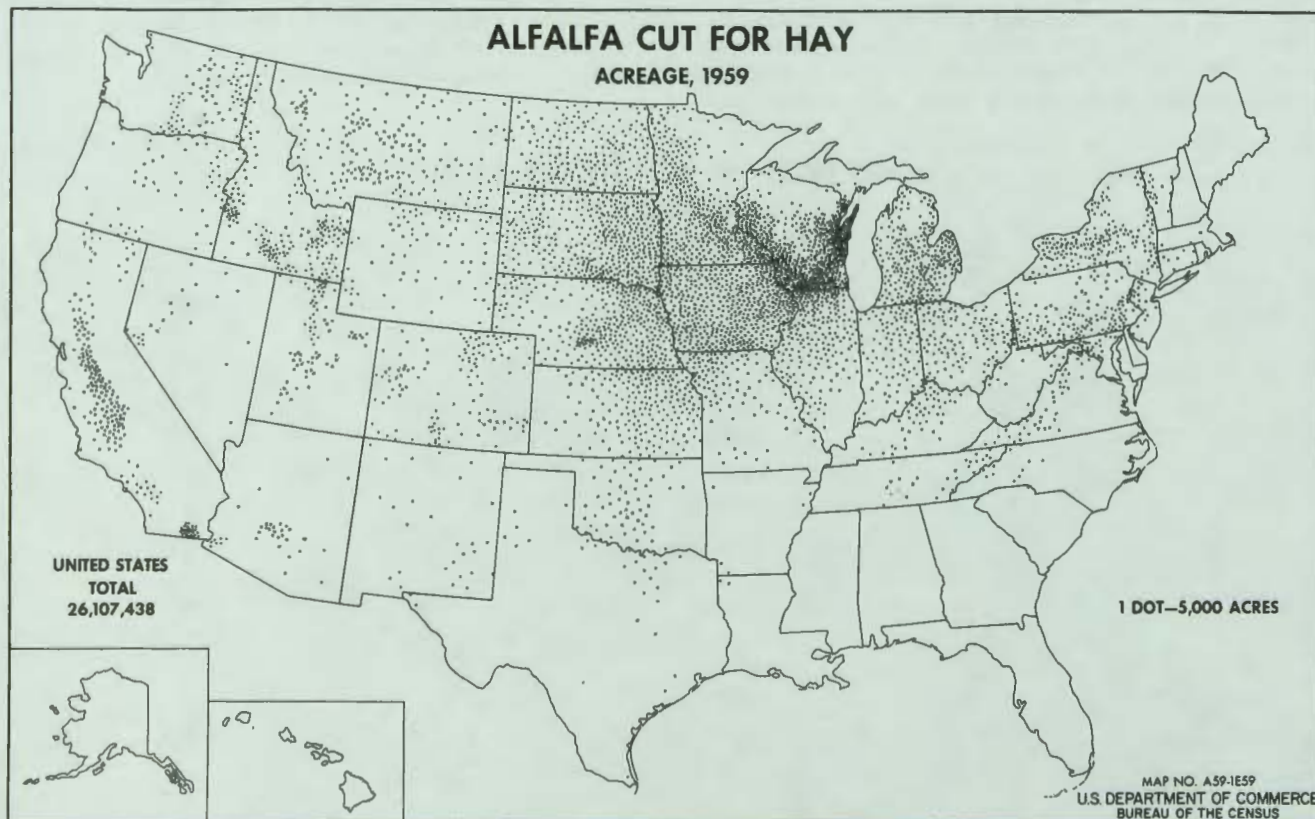 ALFALFA CUT FOR HAY
ACREAGE, 1959
UNITED STATES
TOTAL
26,107,438
1 DOT—5,000 ACRES
MAP NO. A59-1E59
U.S. DEPARTMENT OF COMMERCE
BUREAU OF THE CENSUS